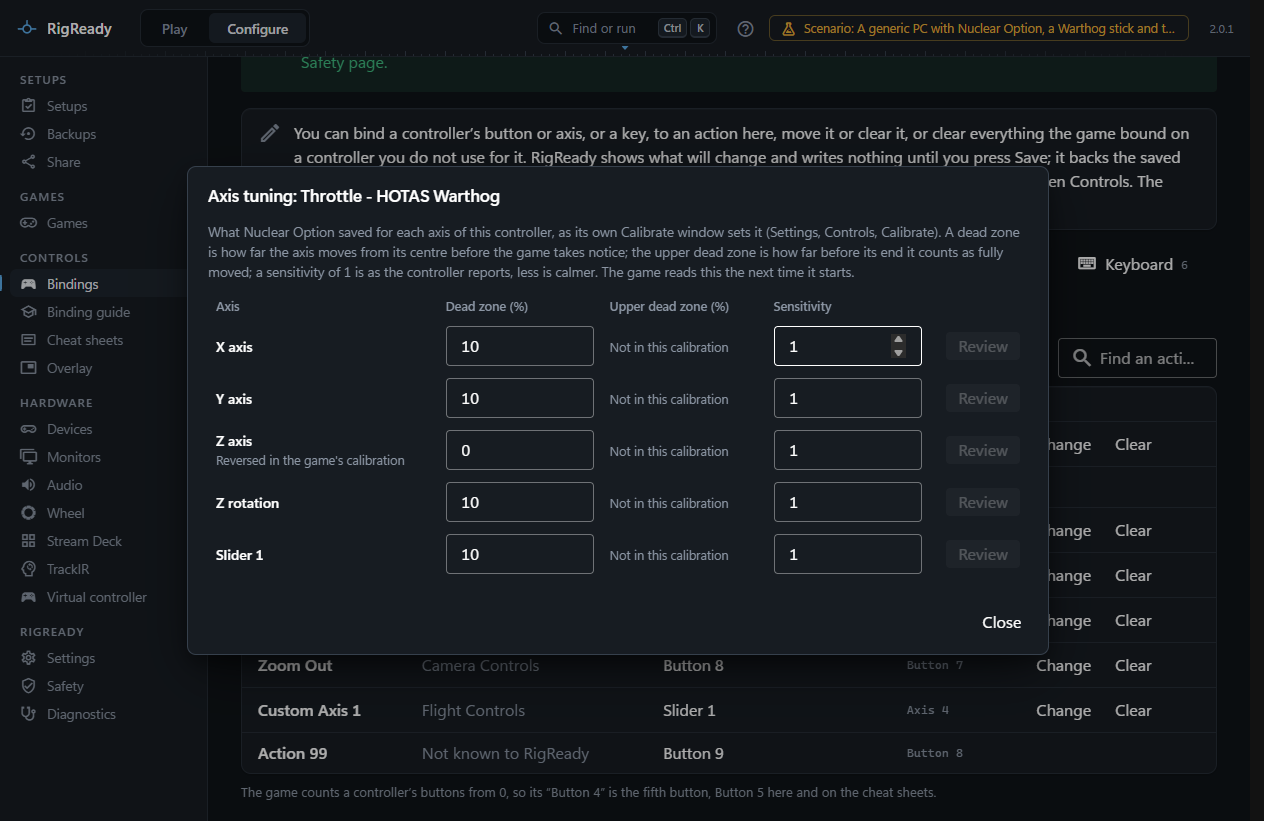 RigReady
Play
Configure
Find or run
Ctrl
K
Scenario: A generic PC with Nuclear Option, a Warthog stick and t...
2.0.1
SETUPS
Setups
Backups
Share
GAMES
Games
CONTROLS
Bindings
Binding guide
Cheat sheets
Overlay
HARDWARE
Devices
Monitors
Audio
Wheel
Stream Deck
TrackIR
Virtual controller
RIGREADY
Settings
Safety
Diagnostics
Safety page.
You can bind a controller's button or axis, or a key, to an action here, move it or clear it, or clear everything the game bound on
a controller you do not use for it. RigReady shows what will change and writes nothing until you press Save; it backs the saved
en Controls. The
Keyboard 6
Find an acti...
Axis tuning: Throttle - HOTAS Warthog
What Nuclear Option saved for each axis of this controller, as its own Calibrate window sets it (Settings, Controls, Calibrate). A dead zone
is how far the axis moves from its centre before the game takes notice; the upper dead zone is how far before its end it counts as fully
moved; a sensitivity of 1 is as the controller reports, less is calmer. The game reads this the next time it starts.
Axis Dead zone (%) Upper dead zone (%) Sensitivity
X axis 10 Not in this calibration 1 Review
Y axis 10 Not in this calibration 1 Review
Z axis
Reversed in the game's calibration
0 Not in this calibration 1 Review
Z rotation 10 Not in this calibration 1 Review
Slider 1 10 Not in this calibration 1 Review
Close
hange Clear
hange Clear
hange Clear
hange Clear
Zoom Out Camera Controls Button 8 Button 7 Change Clear
Custom Axis 1 Flight Controls Slider 1 Axis 4 Change Clear
Action 99 Not known to RigReady Button 9 Button 8
The game counts a controller's buttons from 0, so its "Button 4" is the fifth button, Button 5 here and on the cheat sheets.